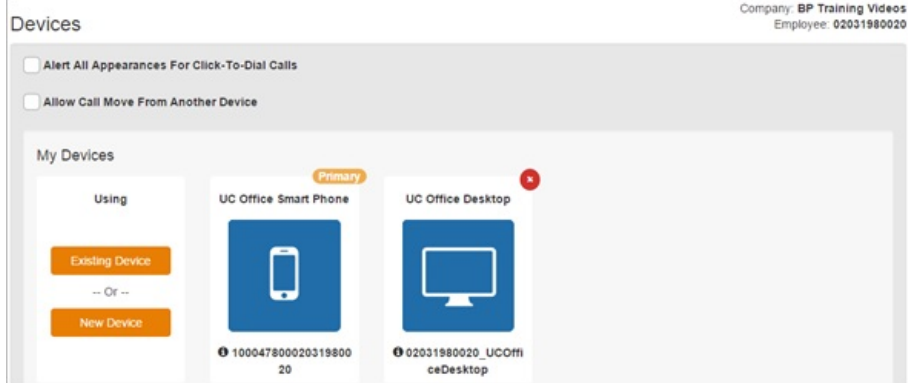 Company: BP Training Videos
Devices
Employee: 02031980020
Alert All Appearances For Click-To-Dial Calls
Allow Call Move From Another Device
My Devices
Using
Existing Device
-- Or --
New Device
Primary
UC Office Smart Phone
100047800020319800
20
UC Office Desktop
02031980020_UCOffi
ceDesktop